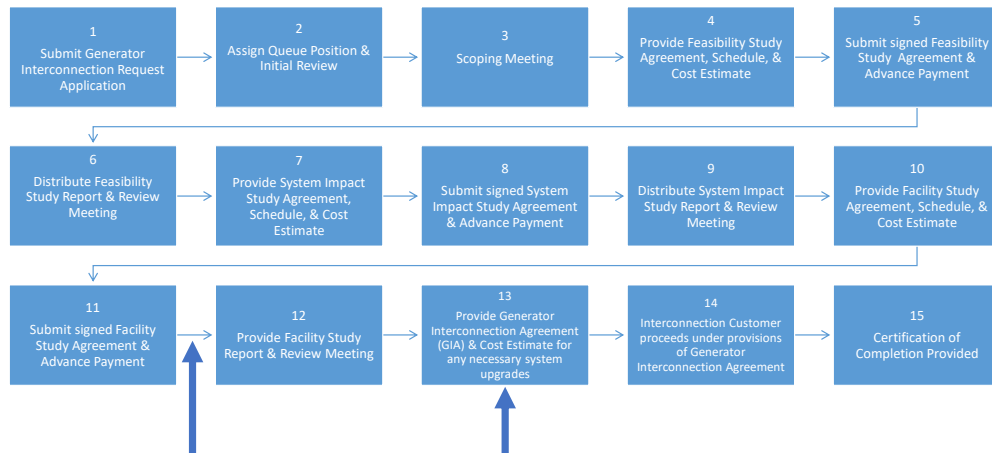 1
Submit Generator
Interconnection Request
Application
2
Assign Queue Position &
Initial Review
3
Scoping Meeting
4
Provide Feasibility Study
Agreement, Schedule, &
Cost Estimate
5
Submit signed Feasibility
Study Agreement &
Advance Payment
6
Distribute Feasibility
Study Report & Review
Meeting
7
Provide System Impact
Study Agreement,
Schedule, & Cost
Estimate
8
Submit signed System
Impact Study Agreement
& Advance Payment
9
Distribute System Impact
Study Report & Review
Meeting
10
Provide Facility Study
Agreement, Schedule, &
Cost Estimate
11
Submit signed Facility
Study Agreement &
Advance Payment
12
Provide Facility Study
Report & Review Meeting
13
Provide Generator
Interconnection Agreement
(GIA) & Cost Estimate for
any necessary system
upgrades
14
Interconnection Customer
proceeds under provisions
of Generator
Interconnection Agreement
15
Certification of
Completion Provided